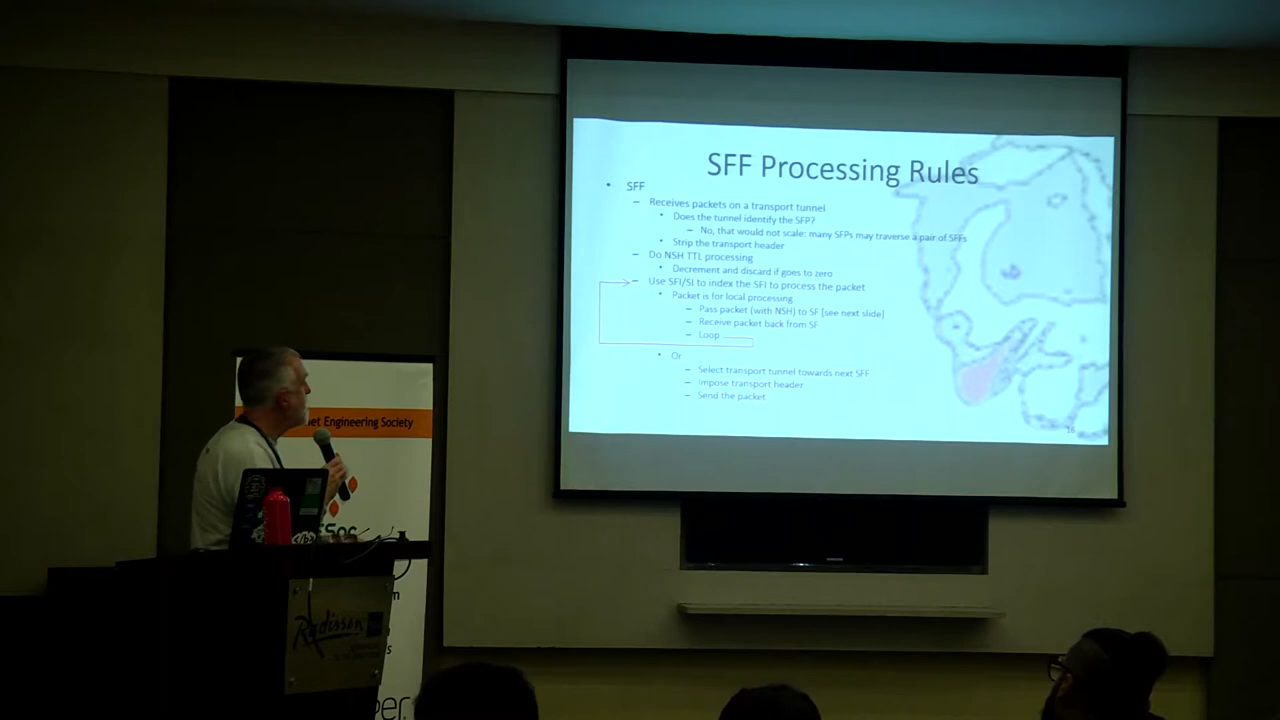 SFF Processing Rules
• SFF
– Receives packets on a transport tunnel
• Does the tunnel identify the SFP?
– No, that would not scale: many SFPs may traverse a pair of SFFs
• Strip the transport header
– Do NSH TTL processing
• Decrement and discard if goes to zero
– Use SFI/SI to index the SFI to process the packet
• Packet is for local processing
– Pass packet (with NSH) to SF [see next slide]
– Receive packet back from SF
– Loop
• Or
– Select transport tunnel towards next SFF
– Impose transport header
– Send the packet
16
net Engineering Society
ESoc
</b>
Radisson